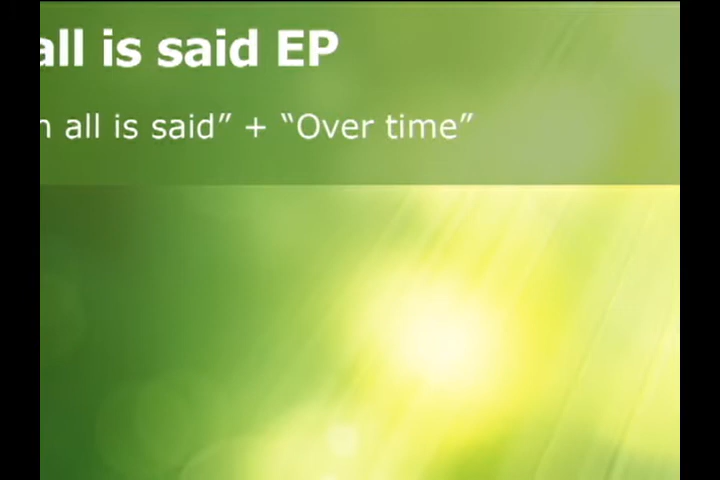 all is said EP
all is said” + “Over time”